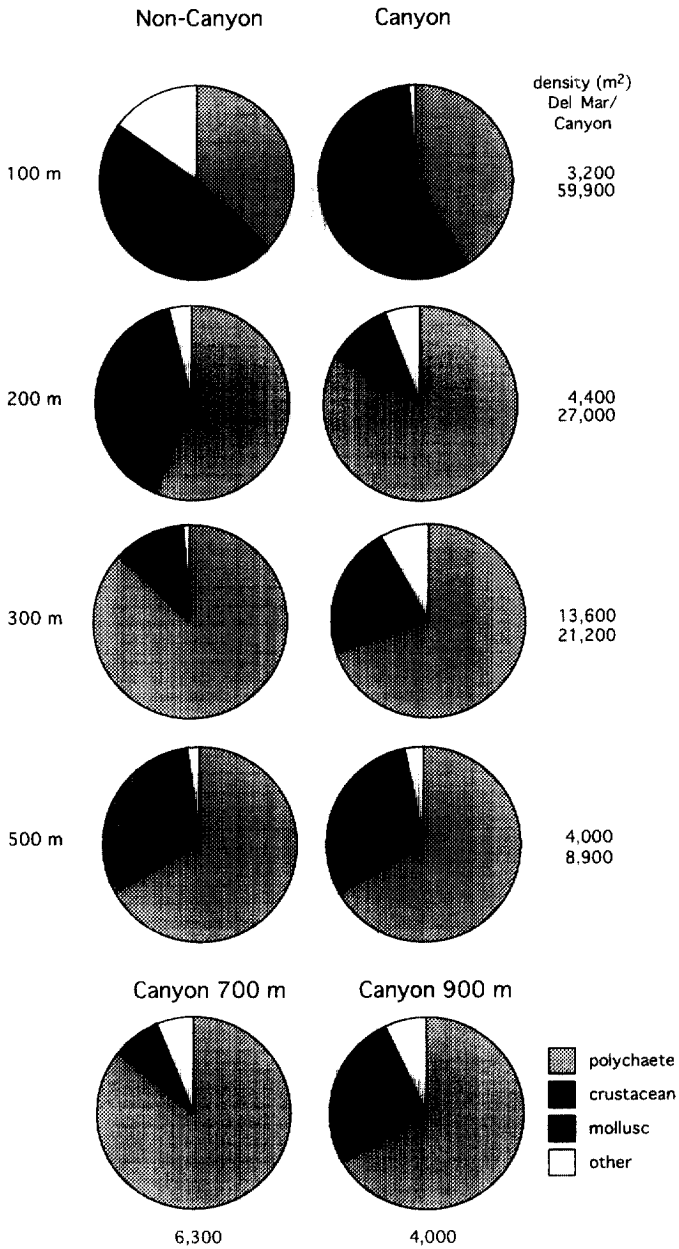 Non-Canyon Canyon
density (m²)
Del Mar/
Canyon
100 m
3,200
59,900
200 m
4,400
27,000
300 m
13,600
21,200
500 m
4,000
8,900
Canyon 700 m Canyon 900 m
polychaete
crustacean
mollusc
other
6,300 4,000